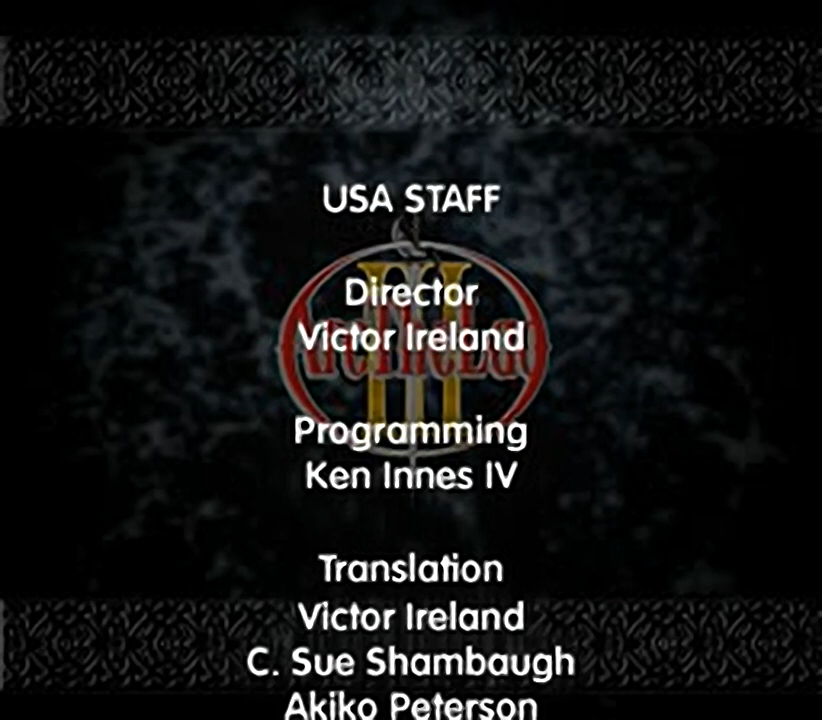 USA STAFF
Director
Victor Ireland
Programming
Ken Innes IV
Translation
Victor Ireland
C. Sue Shambaugh
Akiko Peterson